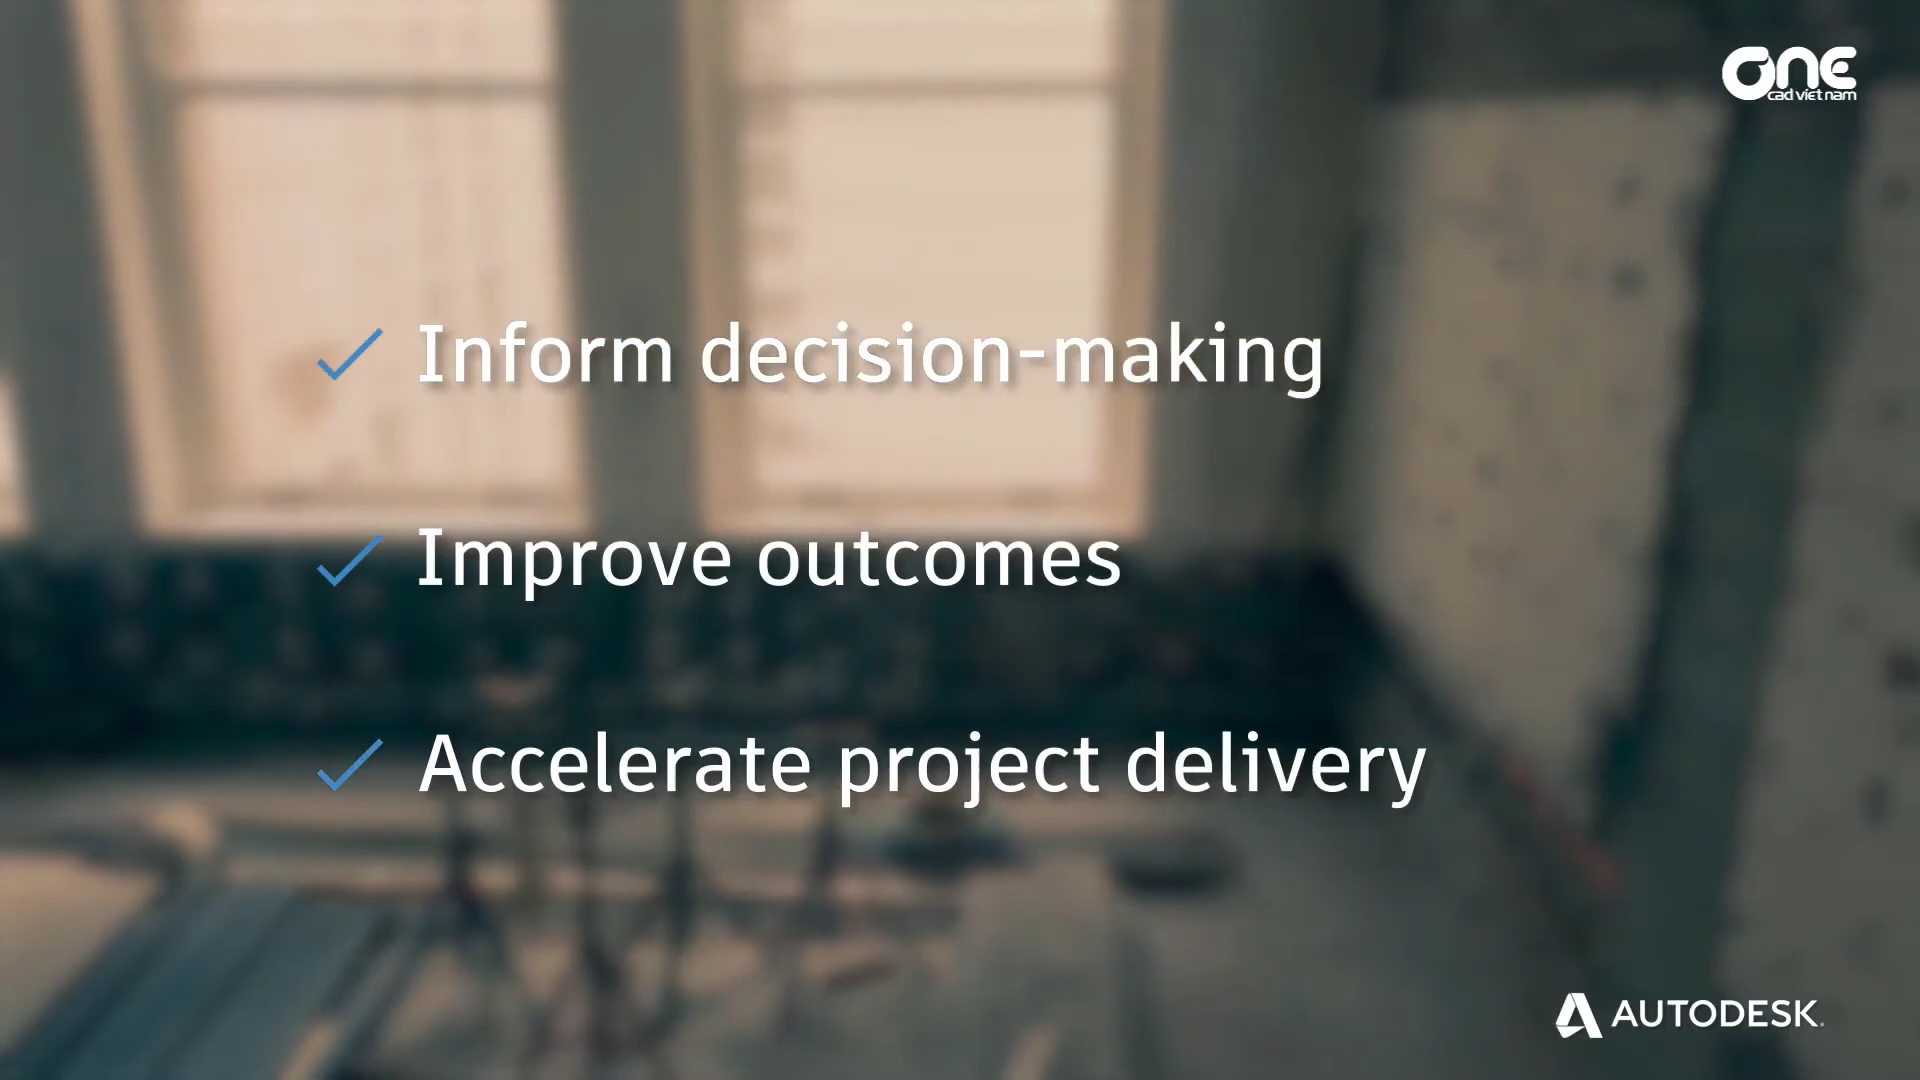 one
cad viet nam
Inform decision-making
Improve outcomes
Accelerate project delivery
AUTODESK.